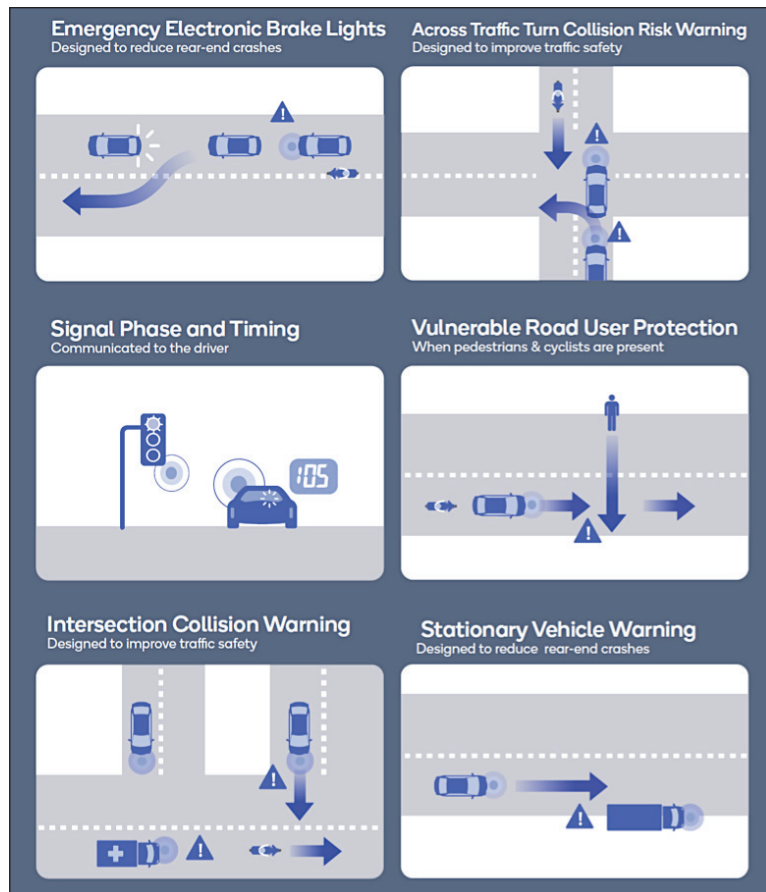 Emergency Electronic Brake Lights
Designed to reduce rear-end crashes
!
Across Traffic Turn Collision Risk Warning
Designed to improve traffic safety
!
!
Signal Phase and Timing
Communicated to the driver
:05
Vulnerable Road User Protection
When pedestrians & cyclists are present
!
Intersection Collision Warning
Designed to improve traffic safety
!
!
Stationary Vehicle Warning
Designed to reduce rear-end crashes
!